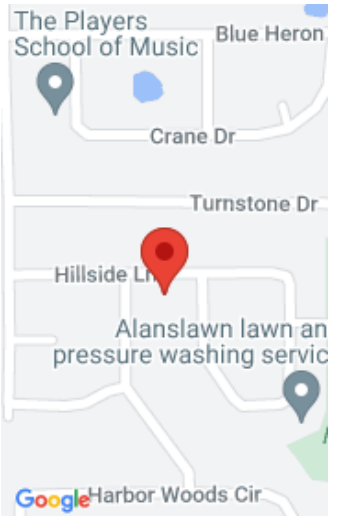 The Players
School of Music
Blue Heron
Crane Dr
Turnstone Dr
Hillside Ln
Alanslawn lawn an
pressure washing servic
Google
Harbor Woods Cir